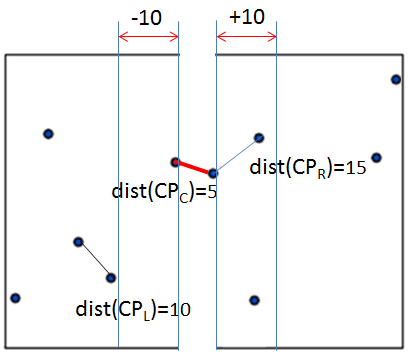 -10 +10
dist(CP_R)=15
dist(CP_C)=5
dist(CP_L)=10